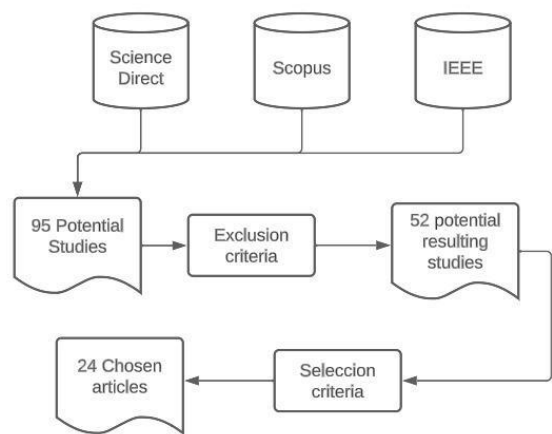 Science
Direct
Scopus
IEEE
95 Potential
Studies
Exclusion
criteria
52 potential
resulting
studies
24 Chosen
articles
Seleccion
criteria